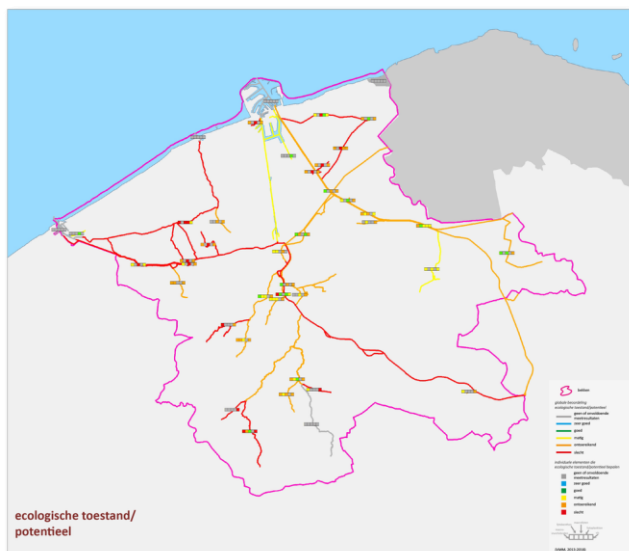 bekken
globale beoordeling
ecologische toestand/potentieel
geen of onvoldoende
meetresultaten
zeer goed
goed
matig
ontoereikend
slecht
individuele elementen die
ecologische toestand/potentieel bepalen
geen of onvoldoende
meetresultaten
zeer goed
goed
matig
ontoereikend
slecht
ecologische toestand/
potentieel